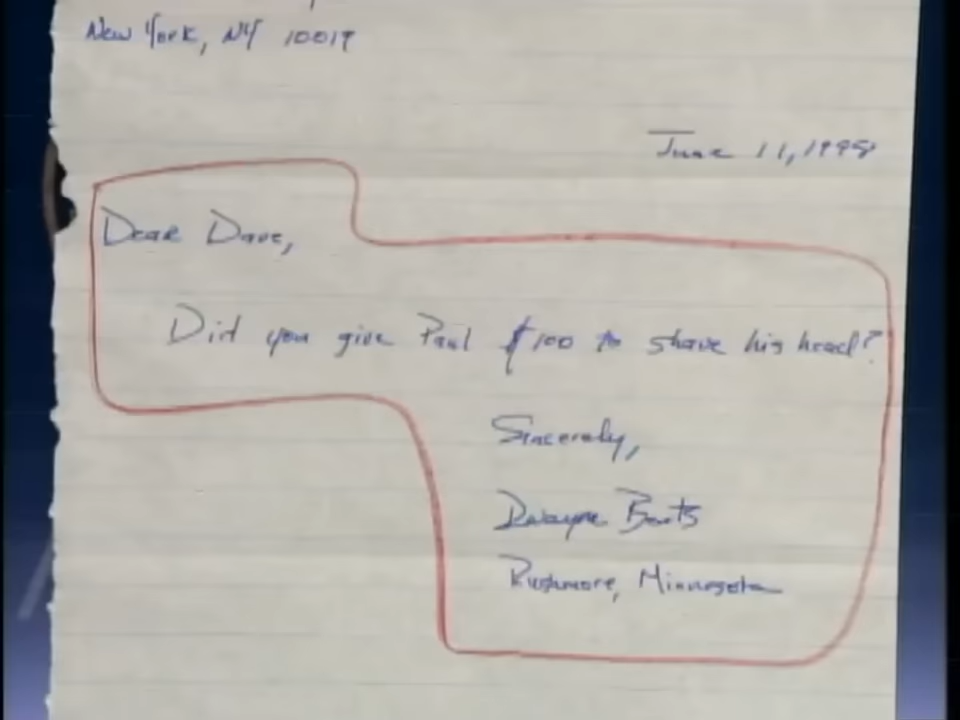 New York, NY 10019
June 11, 1998
Dear Dave,
Did you give Paul $100 to shave his head?
Sincerely,
Dwayne Boots
Rushmore, Minnesota